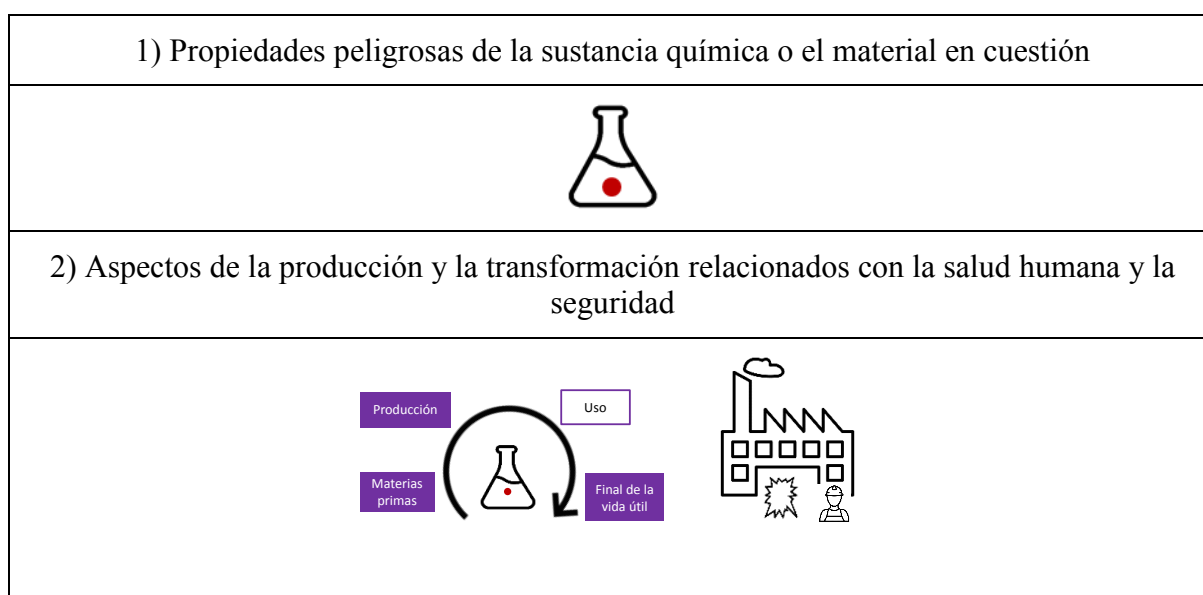 1) Propiedades peligrosas de la sustancia química o el material en cuestión
2) Aspectos de la producción y la transformación relacionados con la salud humana y la
seguridad
Producción
Uso
Materias
primas
Final de la
vida útil